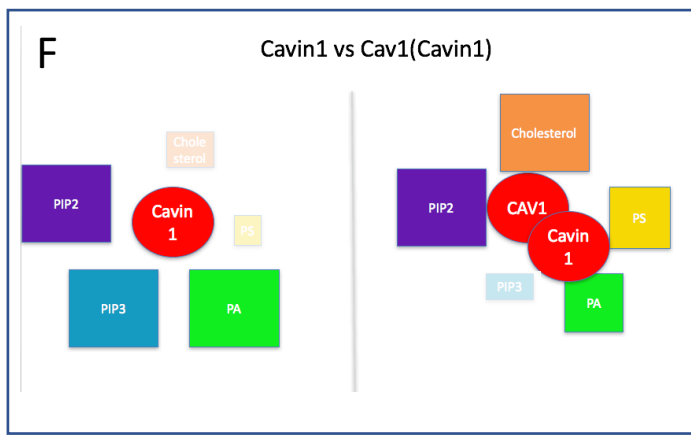 F
Cavin1 vs Cav1(Cavin1)
Chole
sterol
PIP2
Cavin
1
PS
PIP3
PA
Cholesterol
PIP2
CAV1
PS
Cavin
1
PIP3
PA